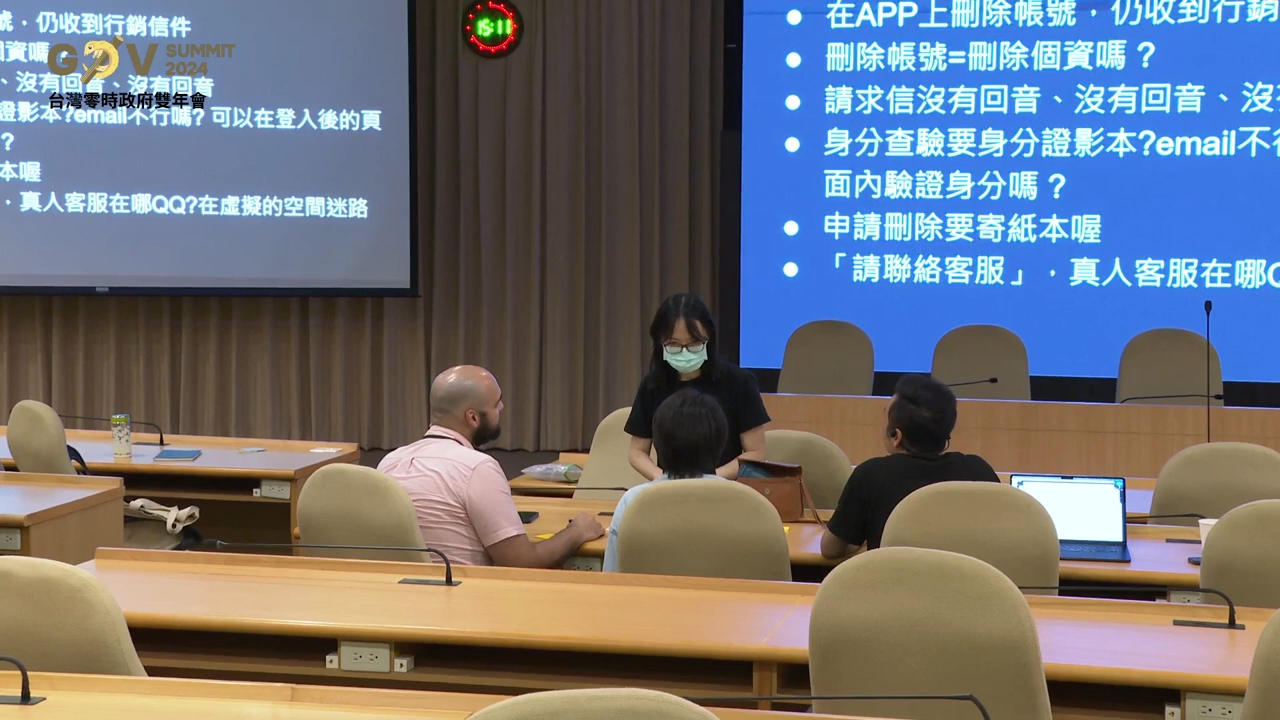 號，仍收到行銷信件
個資嗎？
、沒有回音、沒有回音
證影本?email不行嗎? 可以在登入後的頁
？
本喔
，真人客服在哪QQ?在虛擬的空間迷路
G0V SUMMIT 2024
台灣零時政府雙年會
15:11
在APP上刪除帳號，仍收到行銷
刪除帳號=刪除個資嗎？
請求信沒有回音、沒有回音、沒
身分查驗要身分證影本?email不
面內驗證身分嗎？
申請刪除要寄紙本喔
「請聯絡客服」，真人客服在哪Q